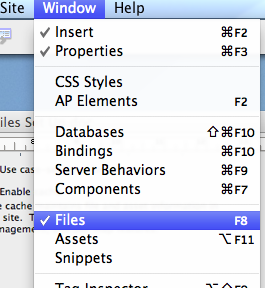 Site Window Help
✓ Insert ⌘F2
✓ Properties ⌘F3
CSS Styles
AP Elements F2
Databases ⇧⌘F10
Bindings ⌘F10
Server Behaviors ⌘F9
Components ⌘F7
✓ Files F8
Assets ⌥F11
Snippets
Tag Inspector
iles Se
Use cas
Enable
e cache
site. T
nageme